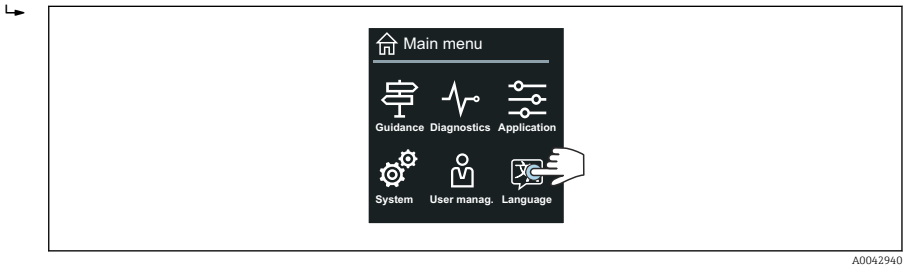 Main menu
Guidance Diagnostics Application
System User manag. Language
A0042940